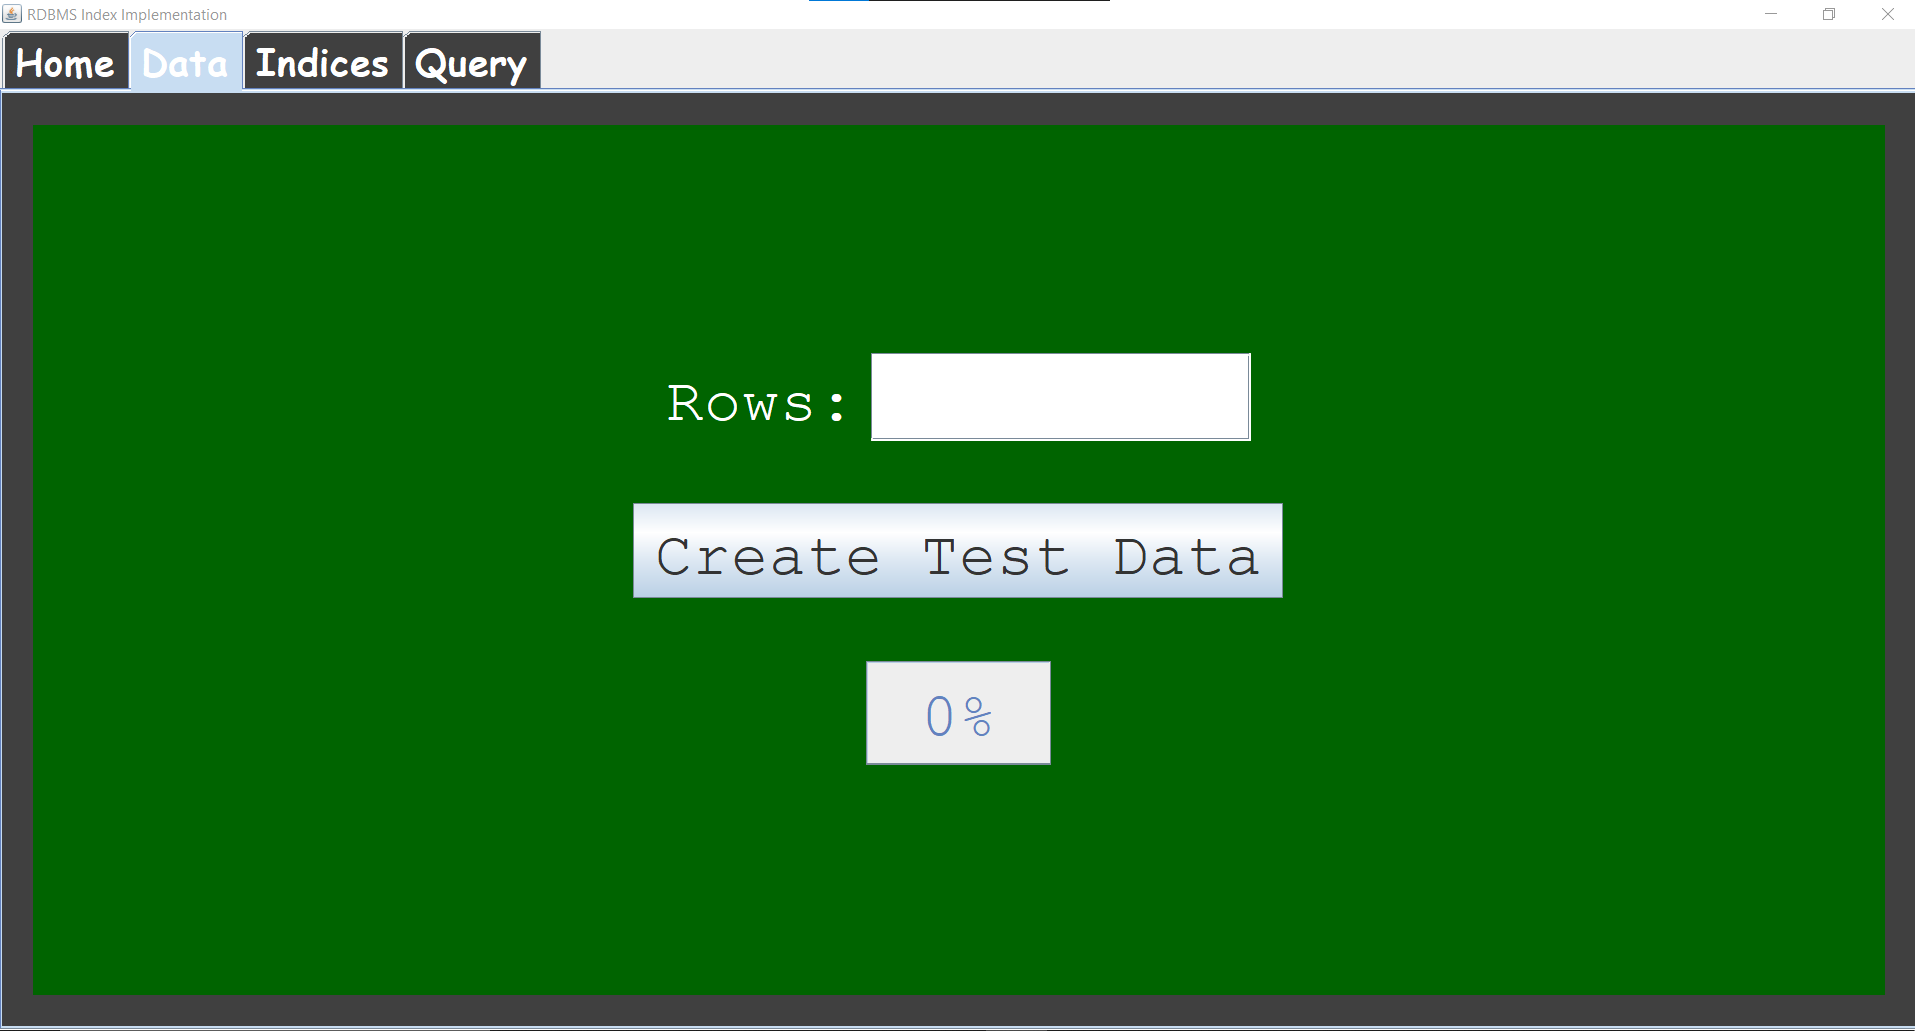 RDBMS Index Implementation
Home Data Indices Query
Rows:
Create Test Data
0%